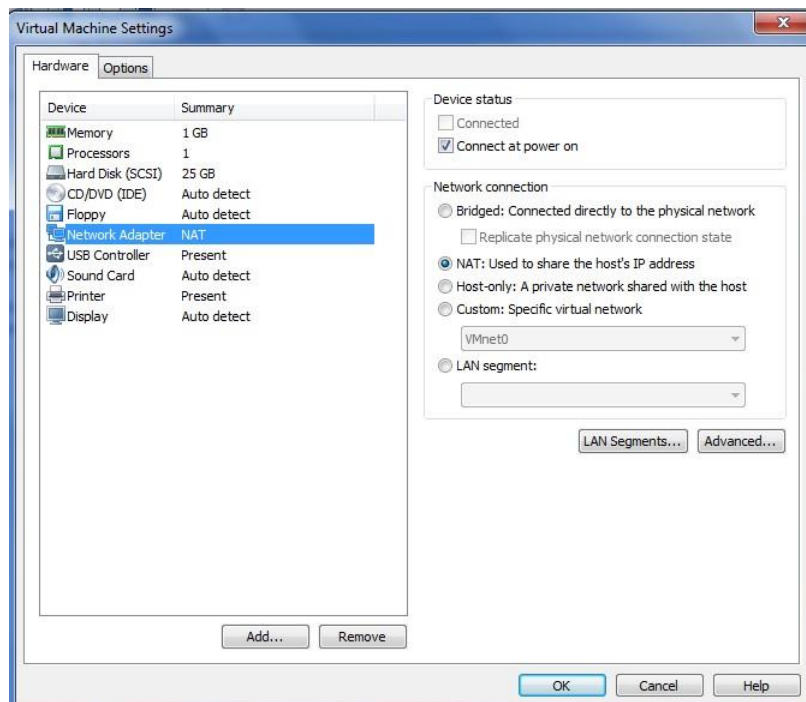 Virtual Machine Settings
Hardware Options
Device Summary
Memory 1 GB
Processors 1
Hard Disk (SCSI) 25 GB
CD/DVD (IDE) Auto detect
Floppy Auto detect
Network Adapter NAT
USB Controller Present
Sound Card Auto detect
Printer Present
Display Auto detect
Add... Remove
Device status
Connected
Connect at power on
Network connection
Bridged: Connected directly to the physical network
Replicate physical network connection state
NAT: Used to share the host's IP address
Host-only: A private network shared with the host
Custom: Specific virtual network
VMnet0
LAN segment:
LAN Segments... Advanced...
OK Cancel Help